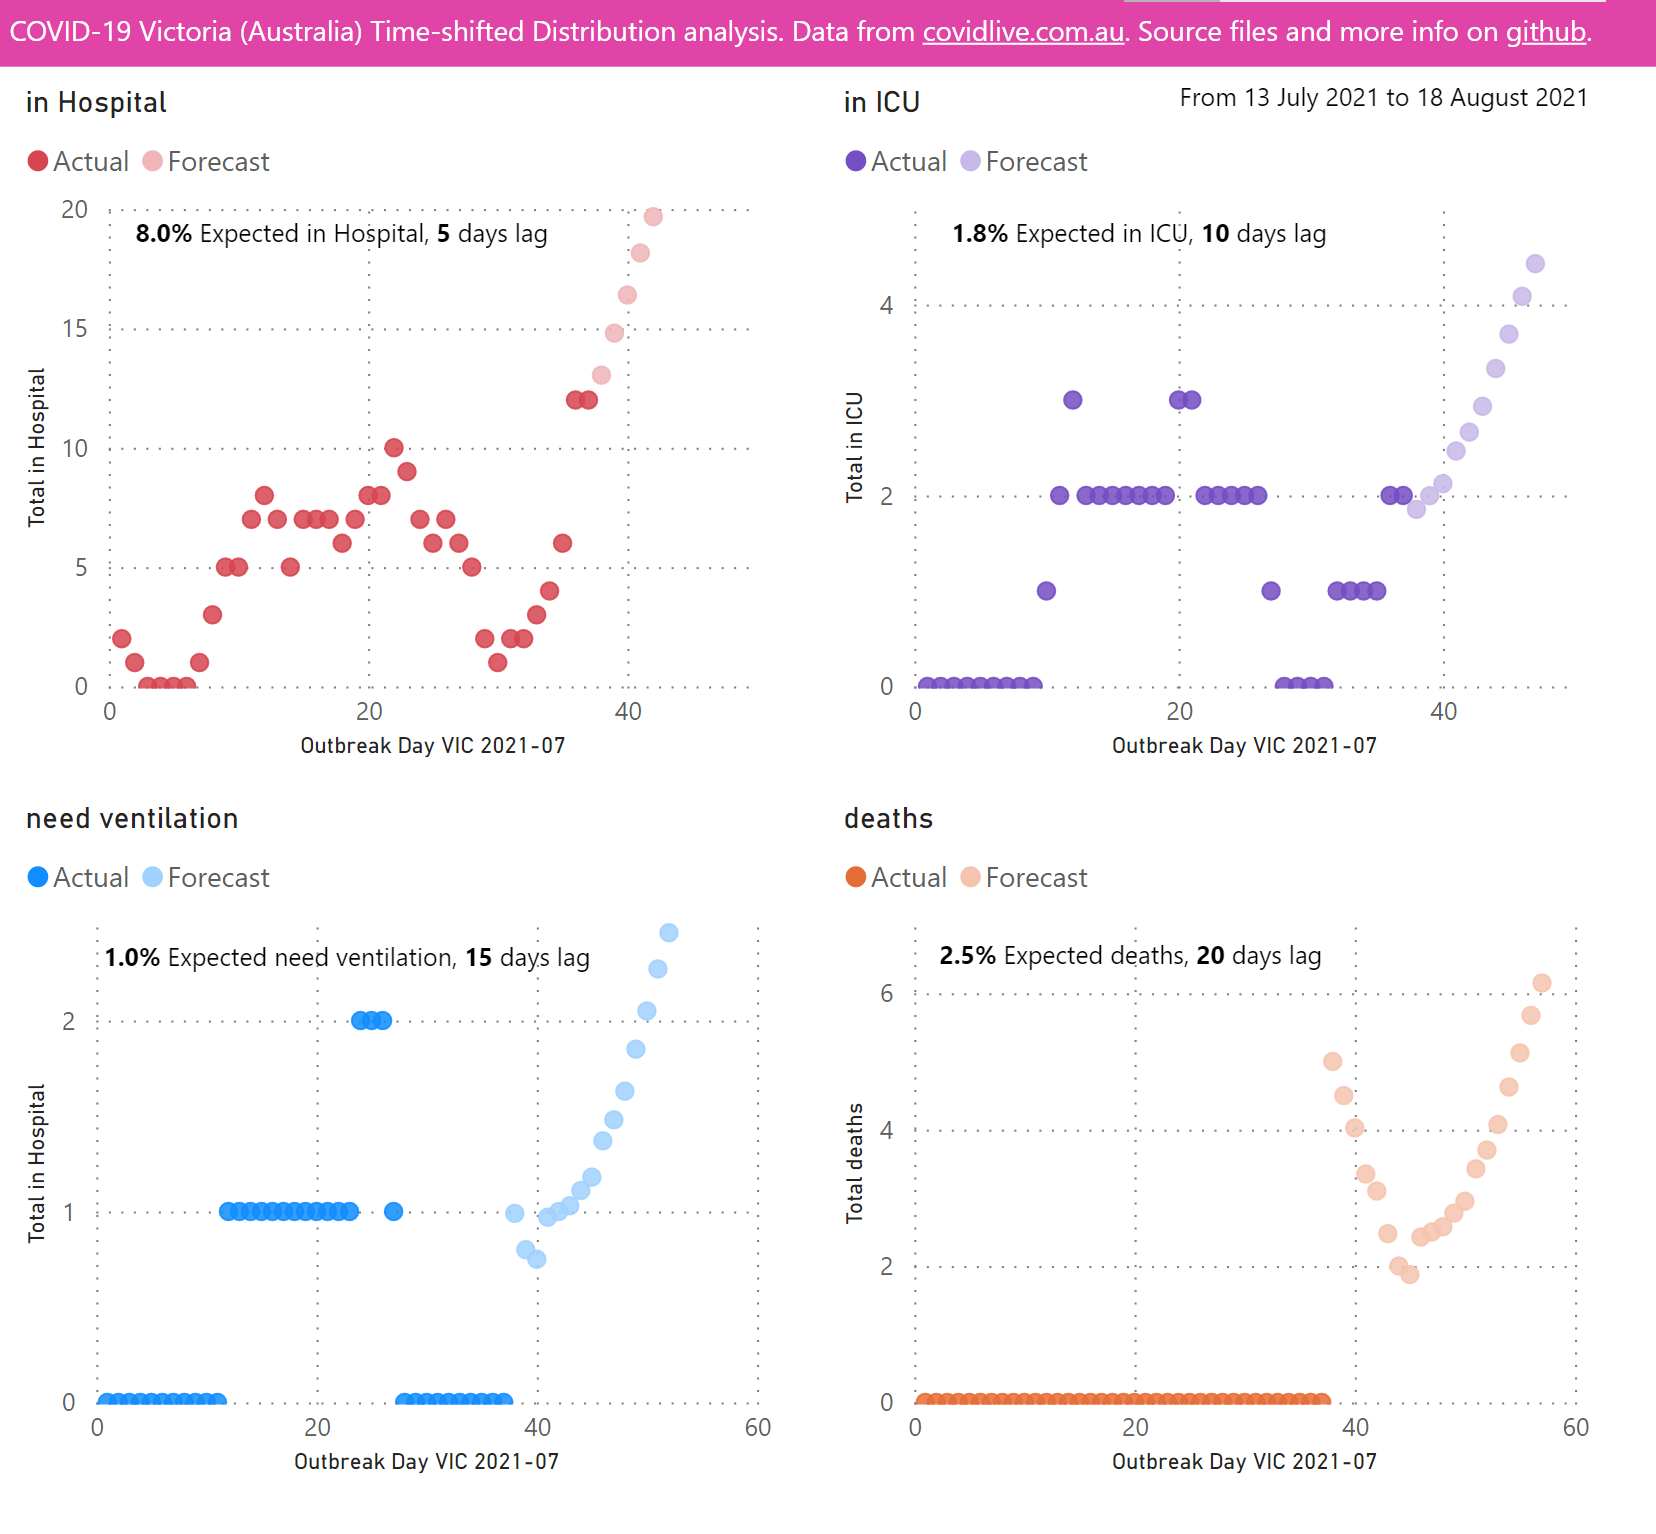 COVID-19 Victoria (Australia) Time-shifted Distribution analysis. Data from covidlive.com.au. Source files and more info on github.
in Hospital
Actual Forecast
8.0% Expected in Hospital, 5 days lag
Total in Hospital
20
15
10
5
0
0 20 40
Outbreak Day VIC 2021-07
in ICU
From 13 July 2021 to 18 August 2021
Actual Forecast
1.8% Expected in ICU, 10 days lag
Total in ICU
4
2
0
0 20 40
Outbreak Day VIC 2021-07
need ventilation
Actual Forecast
1.0% Expected need ventilation, 15 days lag
Total in Hospital
2
1
0
0 20 40 60
Outbreak Day VIC 2021-07
deaths
Actual Forecast
2.5% Expected deaths, 20 days lag
Total deaths
6
4
2
0
0 20 40 60
Outbreak Day VIC 2021-07